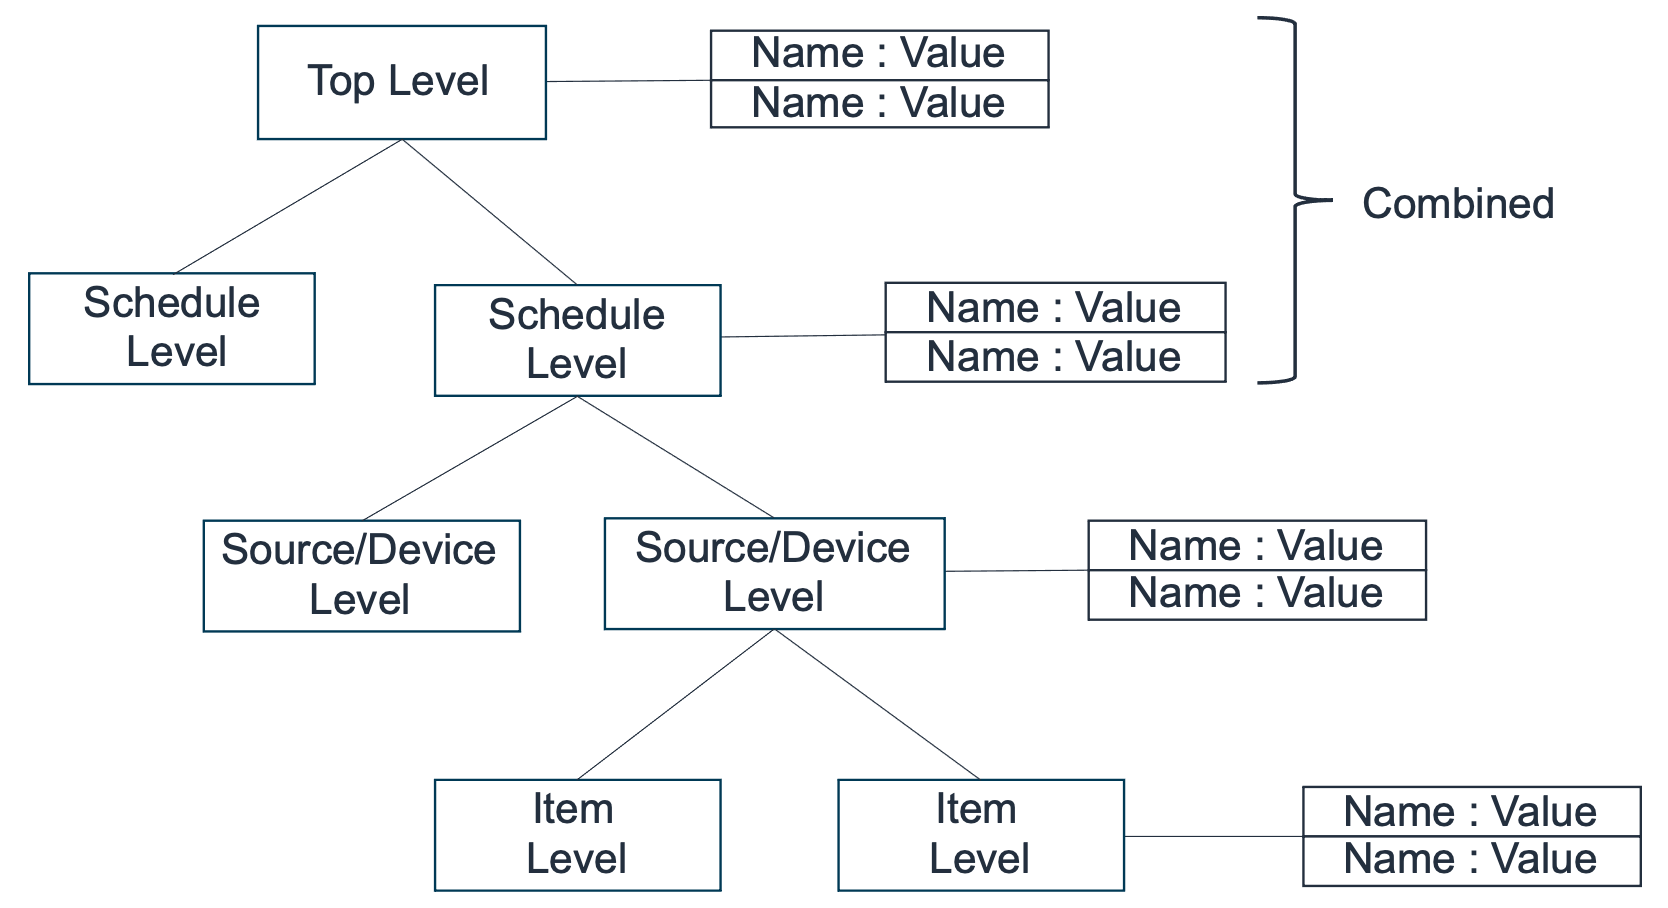 Top Level
Name : Value
Name : Value
Combined
Schedule
Level
Schedule
Level
Name : Value
Name : Value
Source/Device
Level
Source/Device
Level
Name : Value
Name : Value
Item
Level
Item
Level
Name : Value
Name : Value